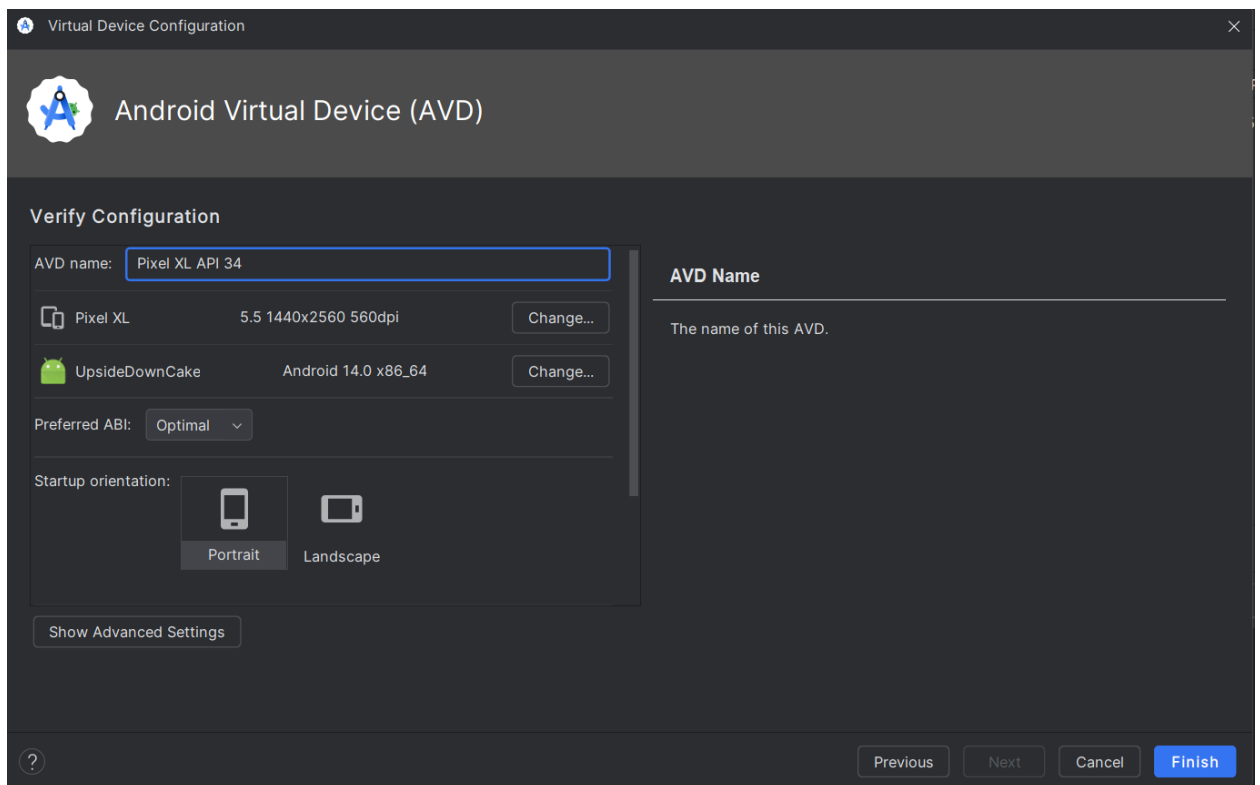 Virtual Device Configuration
Android Virtual Device (AVD)
Verify Configuration
AVD name: Pixel XL API 34
Pixel XL 5.5 1440x2560 560dpi Change...
UpsideDownCake Android 14.0 x86_64 Change...
Preferred ABI: Optimal
Startup orientation:
Portrait Landscape
Show Advanced Settings
AVD Name
The name of this AVD.
? Previous Next Cancel Finish